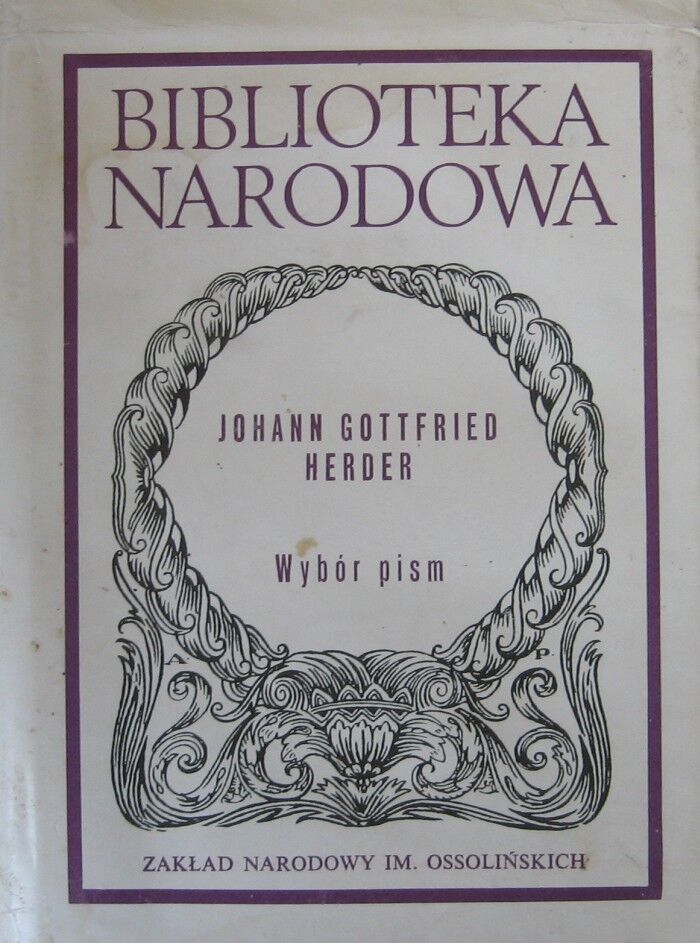 BIBLIOTEKA
NARODOWA
JOHANN GOTTFRIED
HERDER
Wybór pism
A. P.
ZAKŁAD NARODOWY IM. OSSOLIŃSKICH